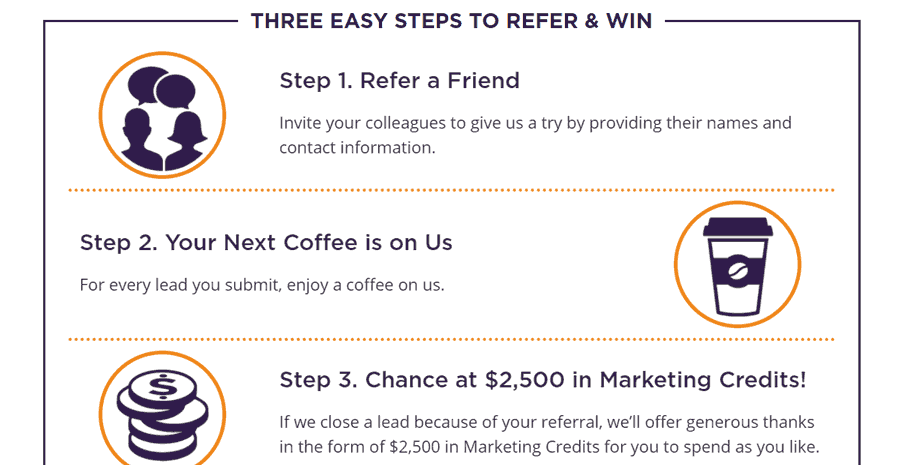 THREE EASY STEPS TO REFER & WIN
Step 1. Refer a Friend
Invite your colleagues to give us a try by providing their names and
contact information.
Step 2. Your Next Coffee is on Us
For every lead you submit, enjoy a coffee on us.
$
Step 3. Chance at $2,500 in Marketing Credits!
If we close a lead because of your referral, we’ll offer generous thanks
in the form of $2,500 in Marketing Credits for you to spend as you like.